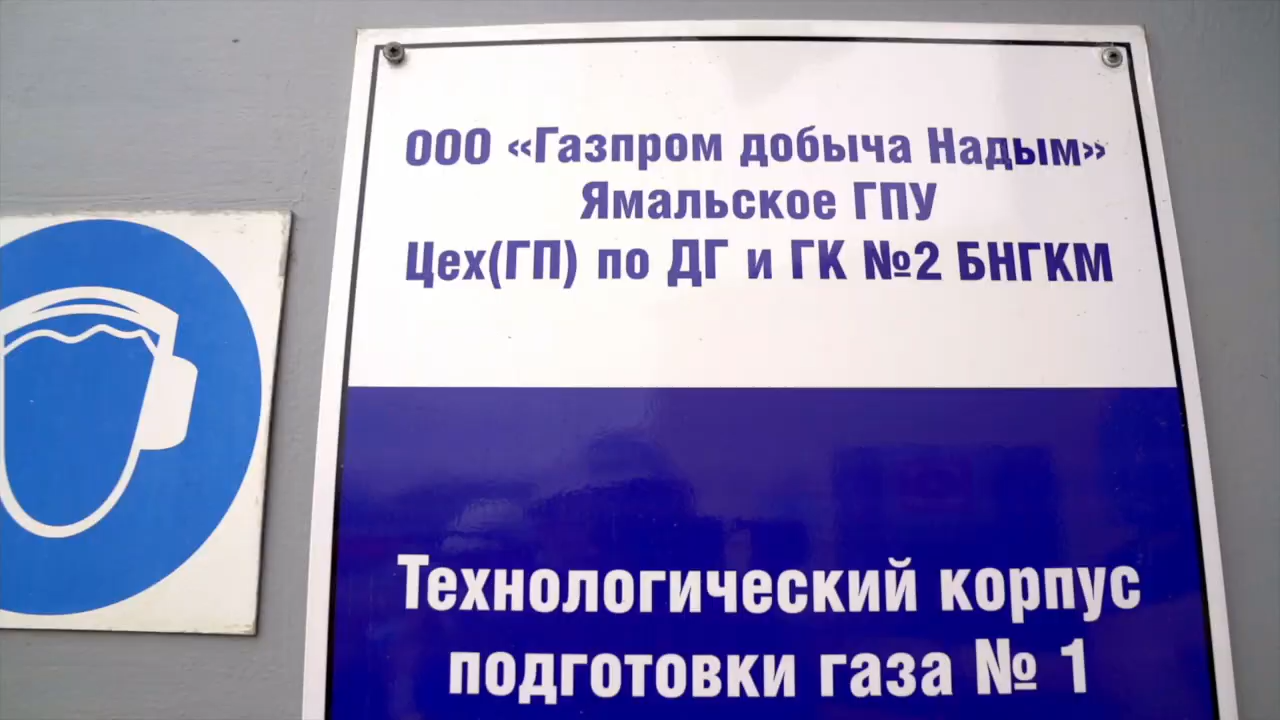 ООО «Газпром добыча Надым»
Ямальское ГПУ
Цех(ГП) по ДГ и ГК №2 БНГКМ
Технологический корпус
подготовки газа № 1